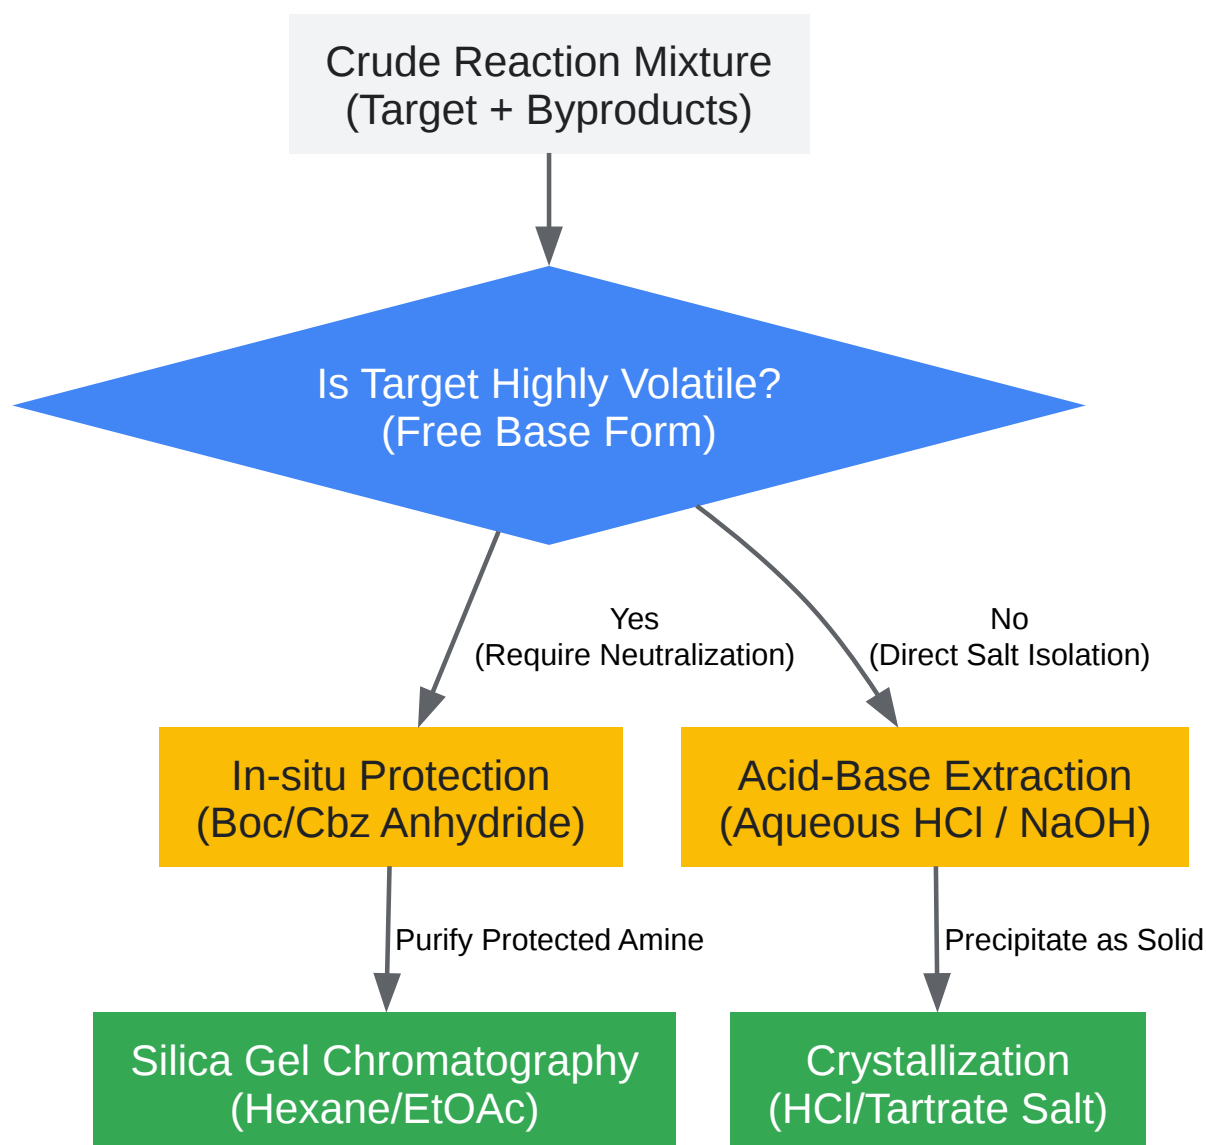 Crude Reaction Mixture
(Target + Byproducts)
Is Target Highly Volatile?
(Free Base Form)
Yes
(Require Neutralization)
No
(Direct Salt Isolation)
In-situ Protection
(Boc/Cbz Anhydride)
Acid-Base Extraction
(Aqueous HCl / NaOH)
Purify Protected Amine
Precipitate as Solid
Silica Gel Chromatography
(Hexane/EtOAc)
Crystallization
(HCl/Tartrate Salt)